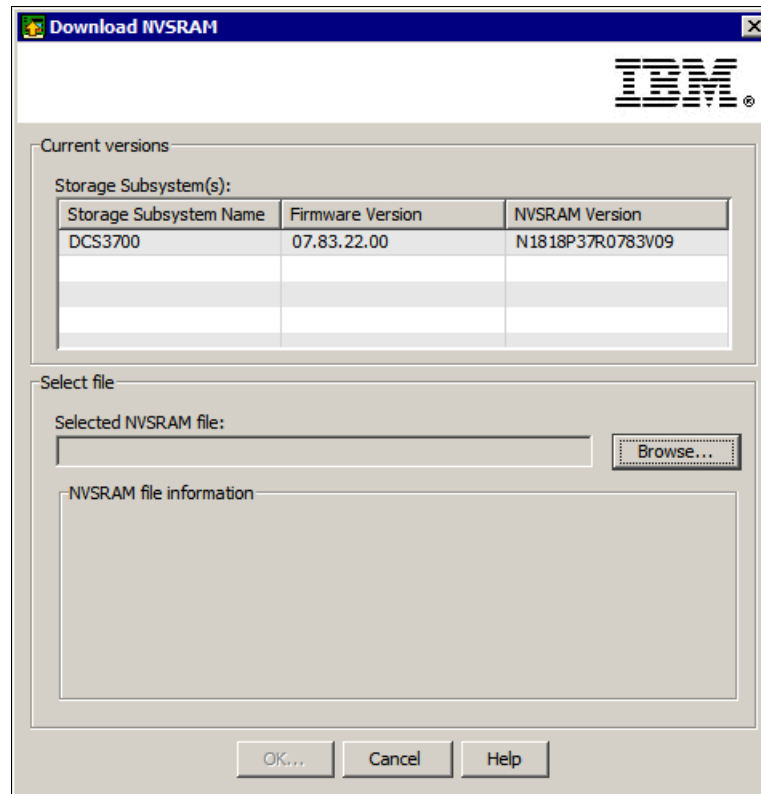 Download NVSRAM
IBM®
Current versions
Storage Subsystem(s):
Storage Subsystem Name Firmware Version NVSRAM Version
DCS3700 07.83.22.00 N1818P37R0783V09
Select file
Selected NVSRAM file:
Browse...
NVSRAM file information
OK... Cancel Help